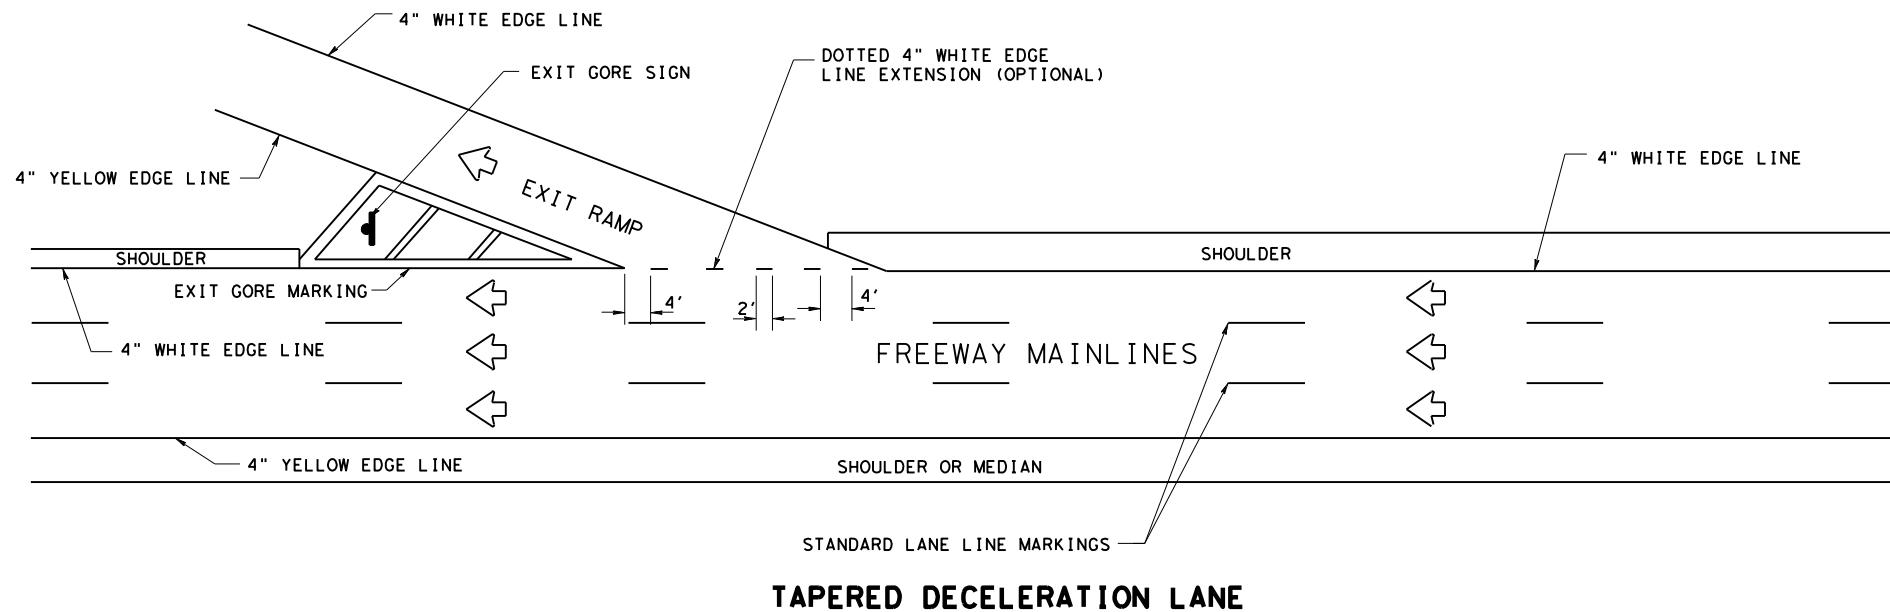 4" WHITE EDGE LINE
DOTTED 4" WHITE EDGE
LINE EXTENSION (OPTIONAL)
EXIT GORE SIGN
4" WHITE EDGE LINE
4" YELLOW EDGE LINE
EXIT RAMP
SHOULDER
SHOULDER
EXIT GORE MARKING
4'
2'
4'
4" WHITE EDGE LINE
FREEWAY MAINLINES
4" YELLOW EDGE LINE
SHOULDER OR MEDIAN
STANDARD LANE LINE MARKINGS
TAPERED DECELERATION LANE